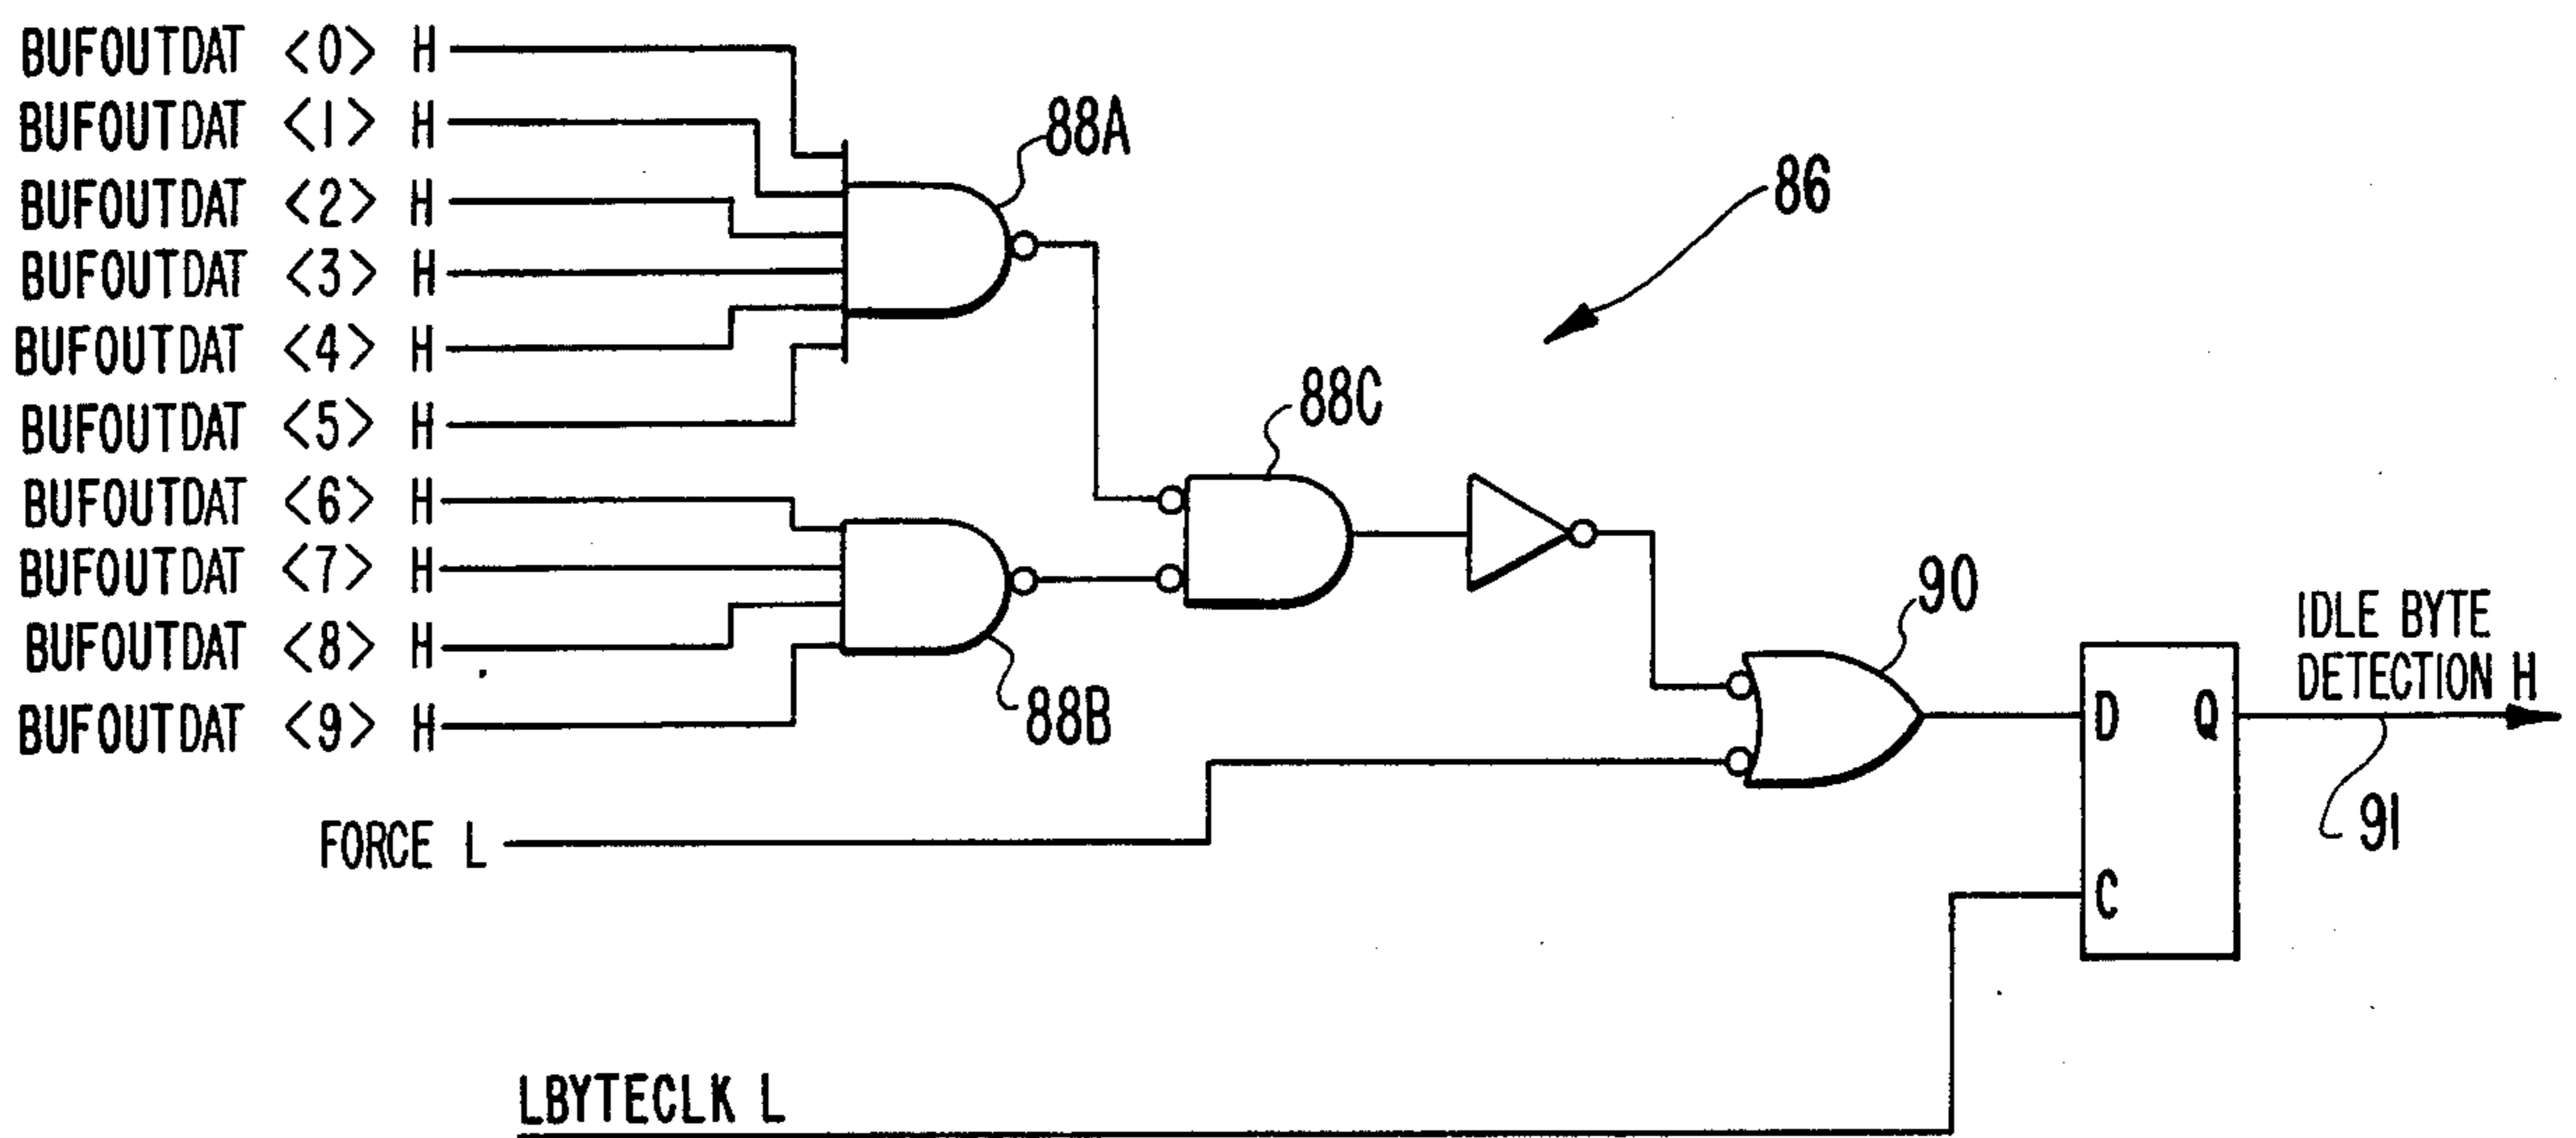 BUFOUTDAT <0> H
BUFOUTDAT <1> H
BUFOUTDAT <2> H
BUFOUTDAT <3> H
BUFOUTDAT <4> H
BUFOUTDAT <5> H
BUFOUTDAT <6> H
BUFOUTDAT <7> H
BUFOUTDAT <8> H
BUFOUTDAT <9> H
FORCE L
LBYTECLK L
88A
88B
88C
86
90
D Q
C
IDLE BYTE
DETECTION H
91